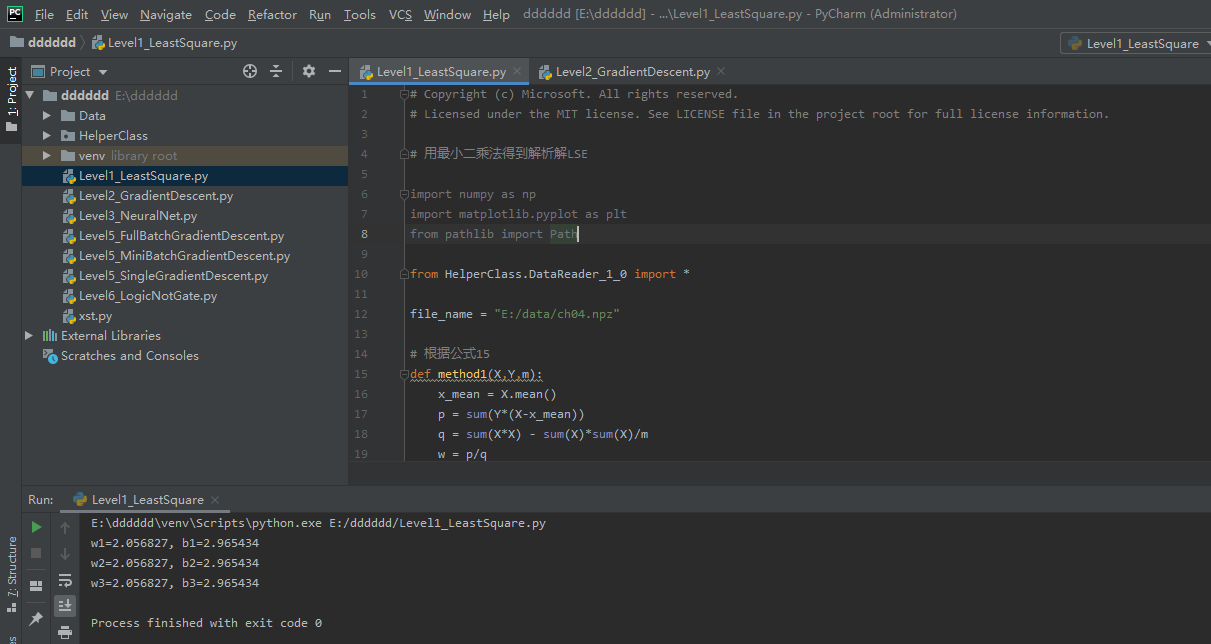 PC File Edit View Navigate Code Refactor Run Tools VCS Window Help dddddd [E:\dddddd] - ...\Level1_LeastSquare.py - PyCharm (Administrator)
dddddd Level1_LeastSquare.py Level1_LeastSquare
1: Project
Project
Level1_LeastSquare.py Level2_GradientDescent.py
dddddd E:\dddddd
Data
HelperClass
venv library root
Level1_LeastSquare.py
Level2_GradientDescent.py
Level3_NeuralNet.py
Level5_FullBatchGradientDescent.py
Level5_MiniBatchGradientDescent.py
Level5_SingleGradientDescent.py
Level6_LogicNotGate.py
xst.py
External Libraries
Scratches and Consoles
1 # Copyright (c) Microsoft. All rights reserved.
2 # Licensed under the MIT license. See LICENSE file in the project root for full license information.
3
4 # 用最小二乘法得到解析解LSE
5
6 import numpy as np
7 import matplotlib.pyplot as plt
8 from pathlib import Path
9
10 from HelperClass.DataReader_1_0 import *
11
12 file_name = "E:/data/ch04.npz"
13
14 # 根据公式15
15 def method1(X,Y,m):
16 x_mean = X.mean()
17 p = sum(Y*(X-x_mean))
18 q = sum(X*X) - sum(X)*sum(X)/m
19 w = p/q
Run: Level1_LeastSquare
7: Structure
E:\dddddd\venv\Scripts\python.exe E:/dddddd/Level1_LeastSquare.py
w1=2.056827, b1=2.965434
w2=2.056827, b2=2.965434
w3=2.056827, b3=2.965434
Process finished with exit code 0